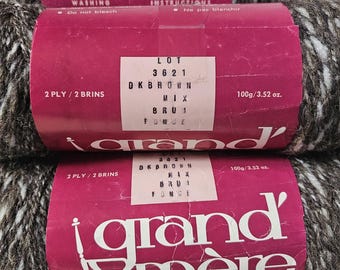 WASHING INSTRUCTIONS
• Do not bleach • Ne pas blanchir
LOT
3621
DKBROWN
MIX
BRUN
FONCE
2 PLY / 2 BRINS
100g/3.52 oz.
grand'
3621
DKBROWN
MIX
BRUN
FONCE
2 PLY / 2 BRINS
100g/3.52 oz.
grand'
mère